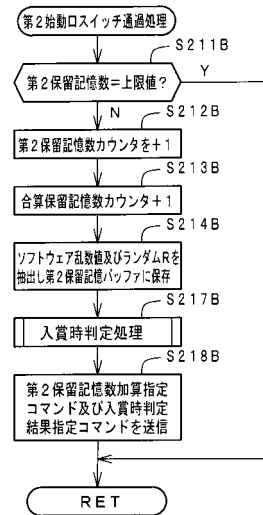 第2始動口スイッチ通過処理
S211B
第2保留記憶数=上限値?
Y
N
S212B
第2保留記憶数カウンタを+1
S213B
合算保留記憶数カウンタ+1
S214B
ソフトウェア乱数値及びランダムRを
抽出し第2保留記憶バッファに保存
S217B
入賞時判定処理
S218B
第2保留記憶数加算指定
コマンド及び入賞時判定
結果指定コマンドを送信
RET